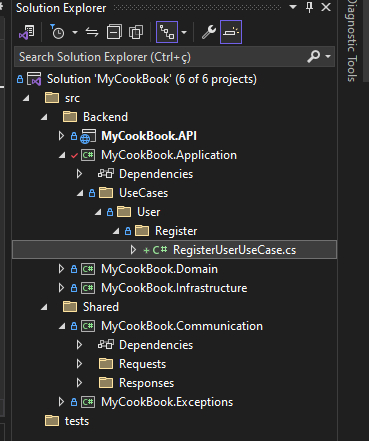 Solution Explorer
Search Solution Explorer (Ctrl+ç)
Solution 'MyCookBook' (6 of 6 projects)
src
Backend
MyCookBook.API
MyCookBook.Application
Dependencies
UseCases
User
Register
RegisterUserUseCase.cs
MyCookBook.Domain
MyCookBook.Infrastructure
Shared
MyCookBook.Communication
Dependencies
Requests
Responses
MyCookBook.Exceptions
tests
Diagnostic Tools